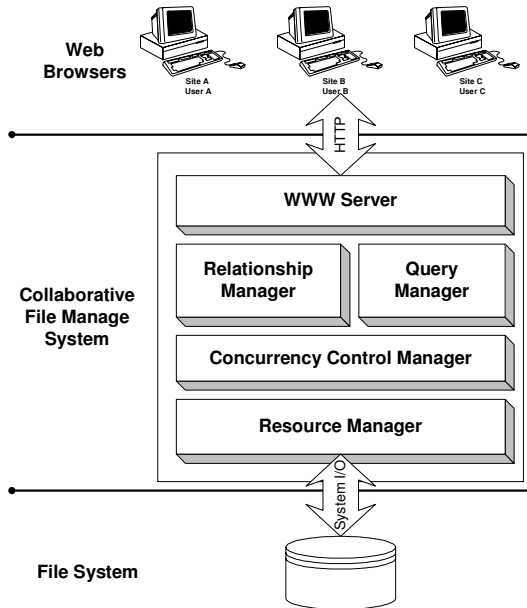 Web
Browsers
Site A
User A
Site B
User B
Site C
User C
HTTP
WWW Server
Relationship
Manager
Query
Manager
Collaborative
File Manage
System
Concurrency Control Manager
Resource Manager
System I/O
File System